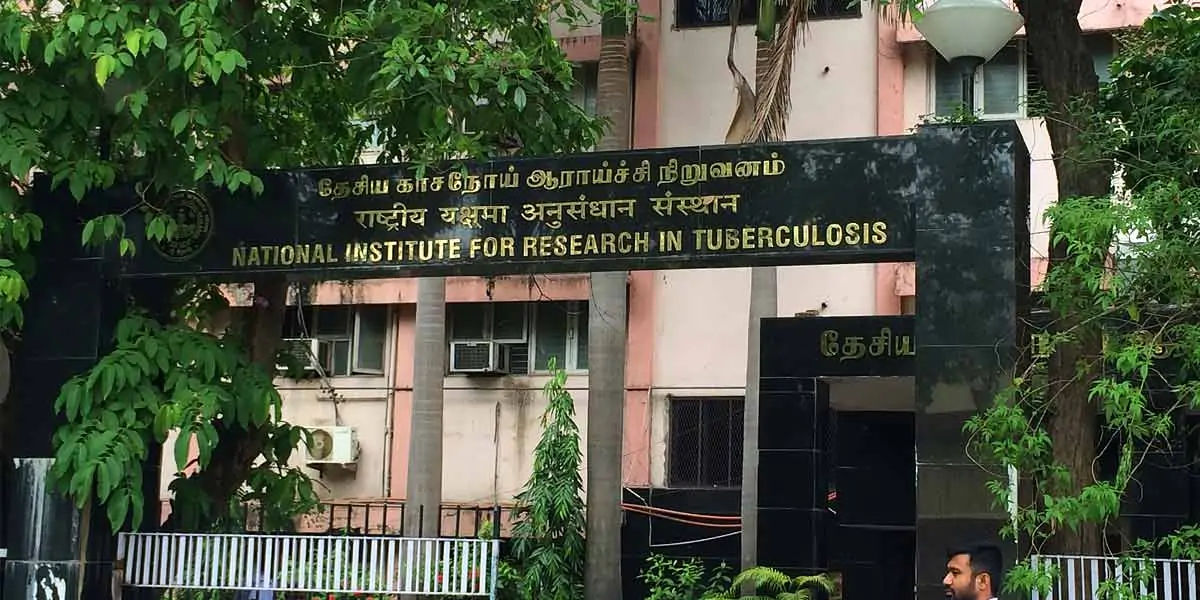 தேசிய காசநோய் ஆராய்ச்சி நிறுவனம்
राष्ट्रीय यक्ष्मा अनुसंधान संस्थान
NATIONAL INSTITUTE FOR RESEARCH IN TUBERCULOSIS
தேசிய